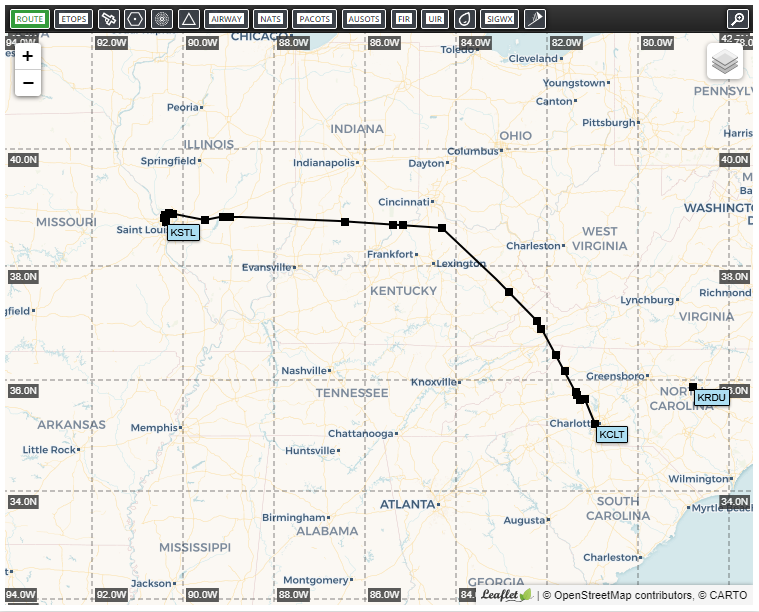 ROUTE ETOPS AIRWAY NATS PACOTS AUSOTS FIR UIR SIGWX
94.0W 92.0W 90.0W 88.0W 86.0W 84.0W 82.0W 80.0W 78.0
CHICAGO
Toledo
Cleveland
+
−
Youngstown
PENNSYLV
Canton
Peoria
Pittsburgh
INDIANA
OHIO
Harris
ILLINOIS
Columbus
40.0N
40.0N
Springfield
Indianapolis
Dayton
Cincinnati
WASHINGTON
MISSOURI
Saint Loui
KSTL
WEST
VIRGINIA
Charleston
Frankfort
Lexington
Evansville
38.0N
38.0N
KENTUCKY
Richmond
Lynchburg
gfield
VIRGINIA
Nashville
Greensboro
Knoxville
36.0N
TENNESSEE
NORTH
CAROLINA
KRDU
ARKANSAS
Memphis
Chattanooga
Charlott
KCLT
Little Rock
Huntsville
Wilmington
34.0N
34.0N
SOUTH
CAROLINA
ATLANTA
Myrtle Beach
Birmingham
Augusta
ALABAMA
MISSISSIPPI
Charleston
Jackson
Montgomery
GEORGIA
94.0W 92.0W 90.0W 88.0W 86.0W 84.0
Leaflet | © OpenStreetMap contributors, © CARTO